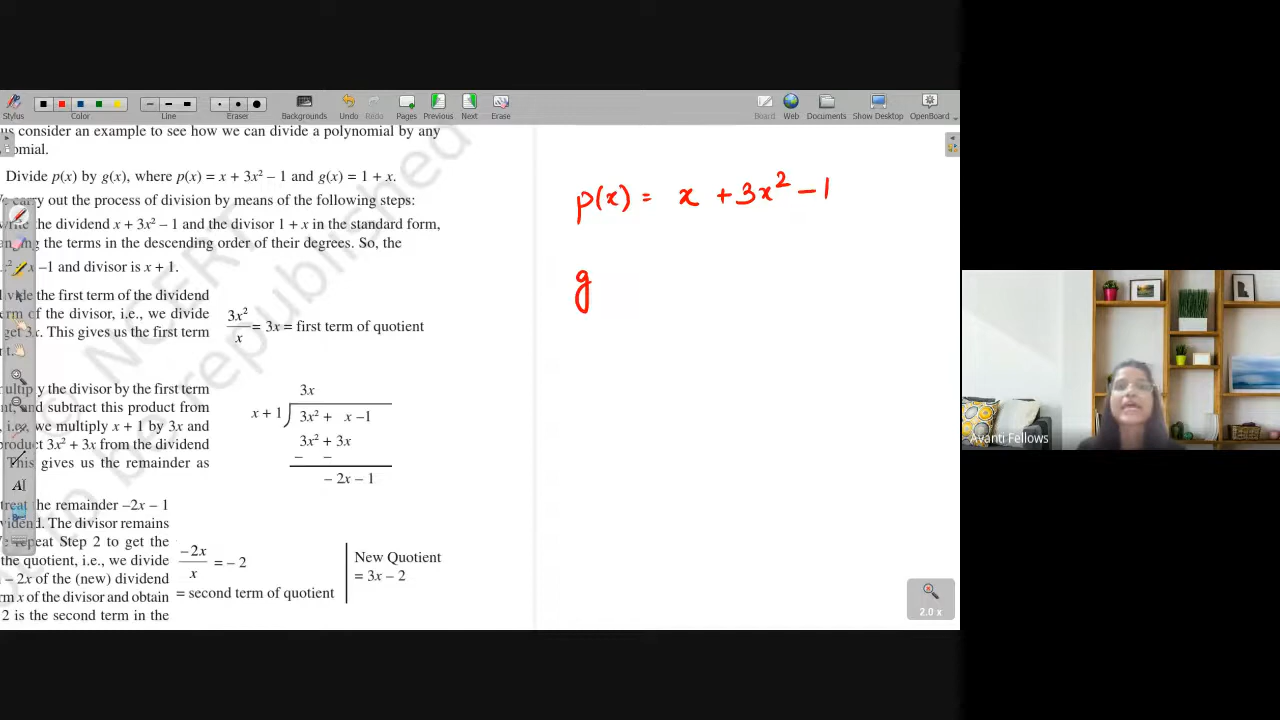 Stylus
Color
Line
Eraser
Backgrounds
Undo
Redo
Pages
Previous
Next
Erase
Board
Web
Documents
Show Desktop
OpenBoard
us consider an example to see how we can divide a polynomial by any
omial.
Divide p(x) by g(x), where p(x) = x + 3x² − 1 and g(x) = 1 + x.
carry out the process of division by means of the following steps:
the dividend x + 3x² − 1 and the divisor 1 + x in the standard form,
the terms in the descending order of their degrees. So, the
x −1 and divisor is x + 1.
the first term of the dividend
of the divisor, i.e., we divide
get 3x. This gives us the first term
3x²
x
= 3x = first term of quotient
the divisor by the first term
and subtract this product from
we multiply x + 1 by 3x and
product 3x² + 3x from the dividend
This gives us the remainder as
3x
x + 1
3x² + x −1
3x² + 3x
− −
− 2x − 1
treat the remainder −2x − 1
The divisor remains
repeat Step 2 to get the
the quotient, i.e., we divide
− 2x of the (new) dividend
x of the divisor and obtain
2 is the second term in the
−2x
x
= − 2
= second term of quotient
New Quotient
= 3x − 2
NCERT
to be republished
p(x) = x + 3x² − 1
g
2.0 x
Avanti Fellows